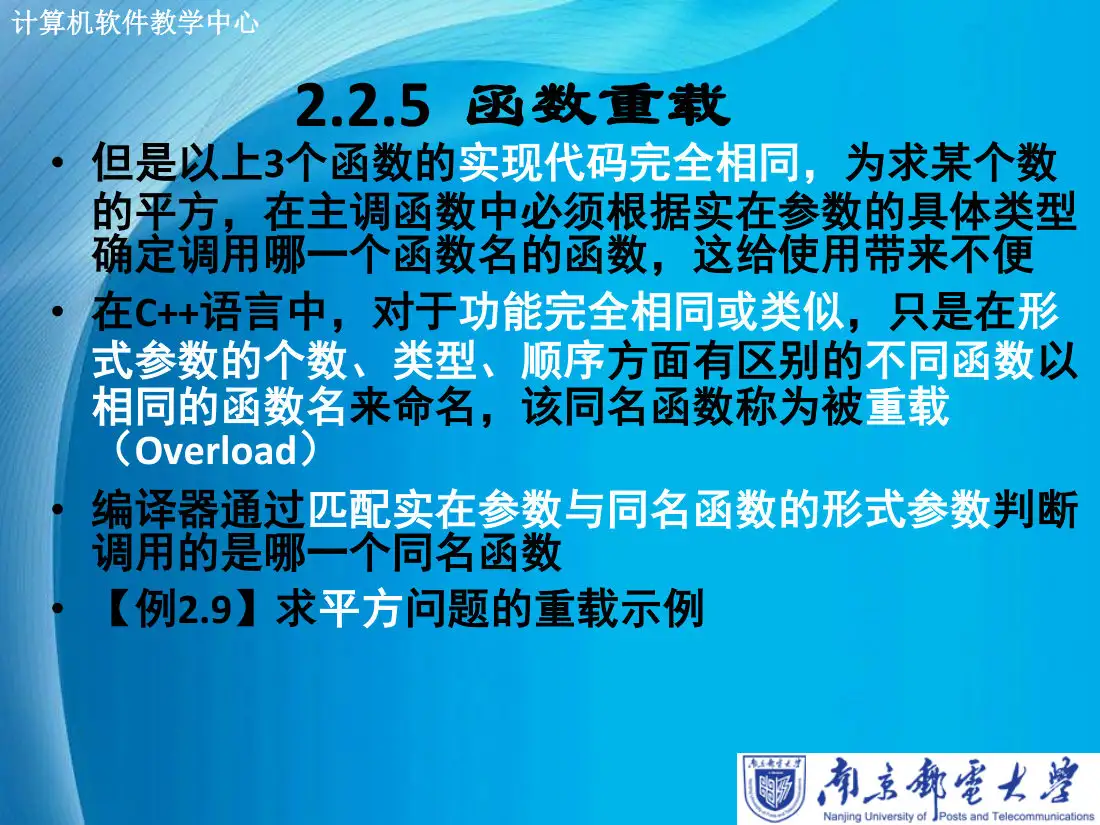 计算机软件教学中心
2.2.5 函数重载
• 但是以上3个函数的实现代码完全相同，为求某个数
的平方，在主调函数中必须根据实在参数的具体类型
确定调用哪一个函数名的函数，这给使用带来不便
• 在C++语言中，对于功能完全相同或类似，只是在形
式参数的个数、类型、顺序方面有区别的不同函数以
相同的函数名来命名，该同名函数称为被重载
（Overload）
• 编译器通过匹配实在参数与同名函数的形式参数判断
调用的是哪一个同名函数
• 【例2.9】求平方问题的重载示例
南京郵電大學
Nanjing University of Posts and Telecommunications